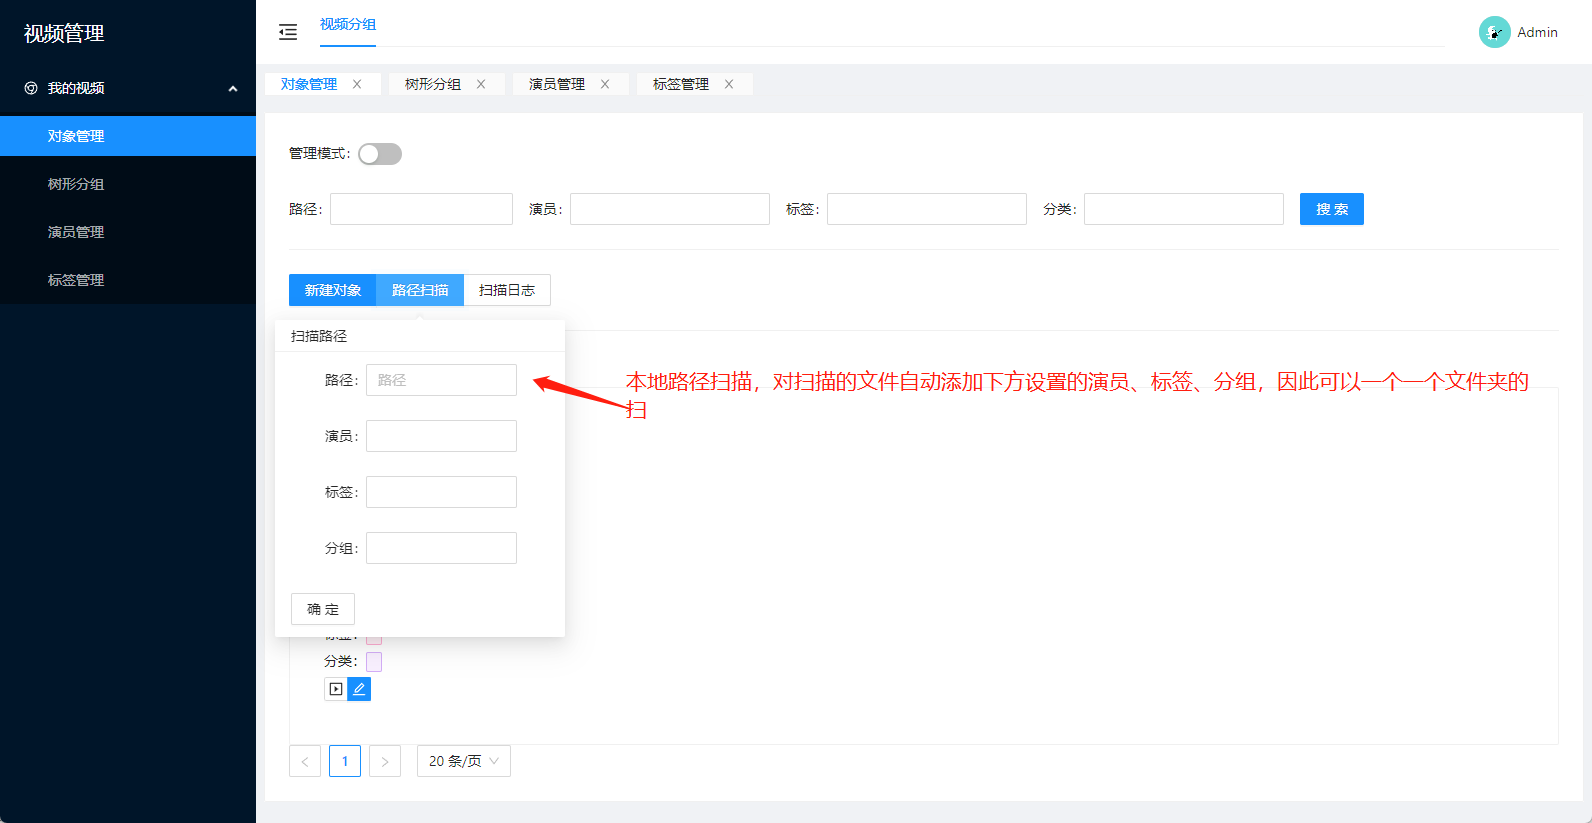 视频管理
视频分组
Admin
我的视频
对象管理
树形分组
演员管理
标签管理
对象管理
树形分组
演员管理
标签管理
管理模式：
路径：
演员：
标签：
分类：
搜 索
新建对象
路径扫描
扫描日志
扫描路径
路径：
路径
演员：
标签：
分组：
确 定
本地路径扫描，对扫描的文件自动添加下方设置的演员、标签、分组，因此可以一个一个文件夹的
扫
标签：
分类：
1
20 条/页